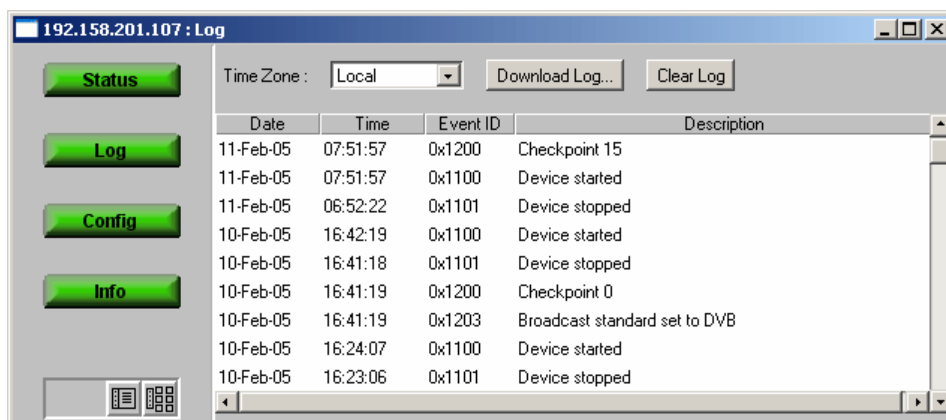 192.158.201.107 : Log
Status
Log
Config
Info
Time Zone : Local Download Log... Clear Log
Date Time Event ID Description
11-Feb-05 07:51:57 0x1200 Checkpoint 15
11-Feb-05 07:51:57 0x1100 Device started
11-Feb-05 06:52:22 0x1101 Device stopped
10-Feb-05 16:42:19 0x1100 Device started
10-Feb-05 16:41:18 0x1101 Device stopped
10-Feb-05 16:41:19 0x1200 Checkpoint 0
10-Feb-05 16:41:19 0x1203 Broadcast standard set to DVB
10-Feb-05 16:24:07 0x1100 Device started
10-Feb-05 16:23:06 0x1101 Device stopped